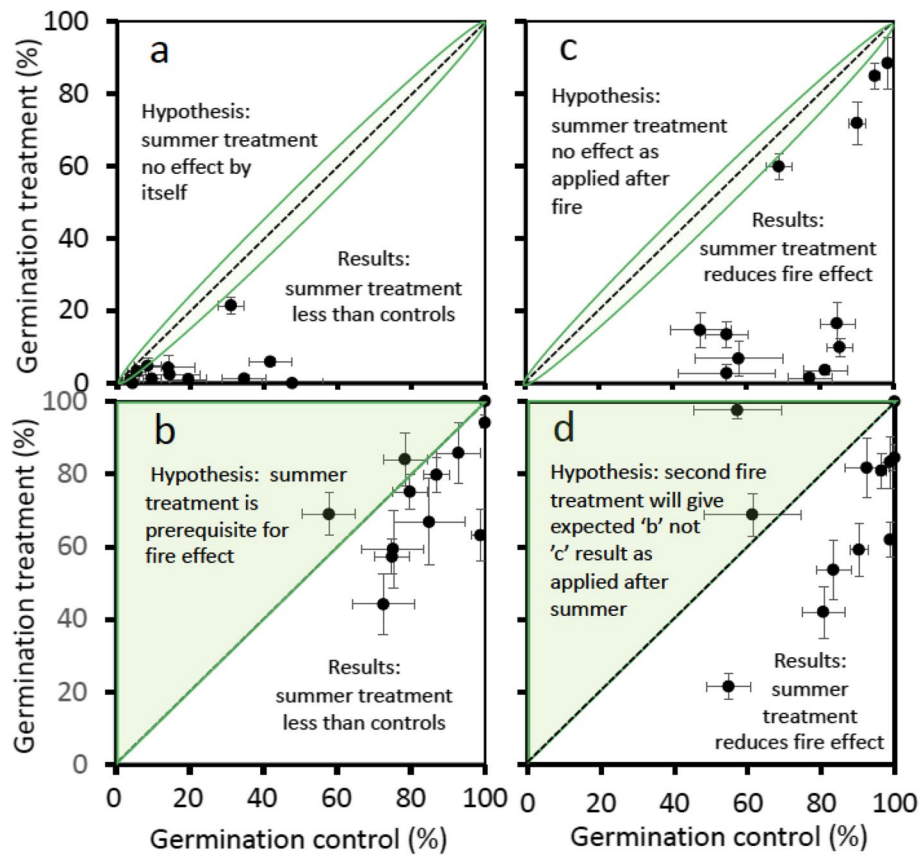 Germination treatment (%)
100
80
60
40
20
0
a
Hypothesis:
summer treatment
no effect by
itself
Results:
summer treatment
less than controls
c
Hypothesis:
summer treatment
no effect as
applied after
fire
Results:
summer treatment
reduces fire effect
Germination treatment (%)
100
80
60
40
20
0
b
Hypothesis: summer
treatment is
prerequisite for
fire effect
Results:
summer treatment
less than controls
0 20 40 60 80 100
Germination control (%)
d
Hypothesis: second fire
treatment will give
expected ‘b’ not
’c’ result as
applied after
summer
Results:
summer
treatment
reduces fire effect
0 20 40 60 80 100
Germination control (%)